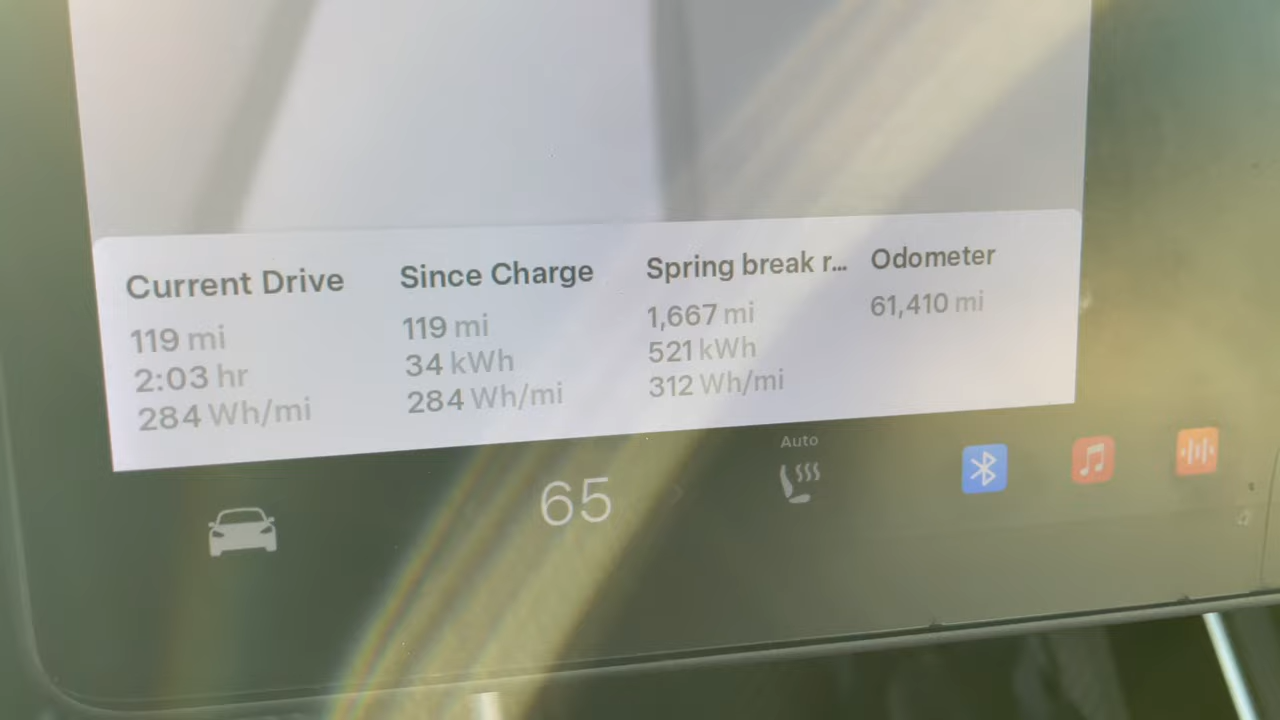 Current Drive
119 mi
2:03 hr
284 Wh/mi
Since Charge
119 mi
34 kWh
284 Wh/mi
Spring break r...
1,667 mi
521 kWh
312 Wh/mi
Odometer
61,410 mi
65
Auto